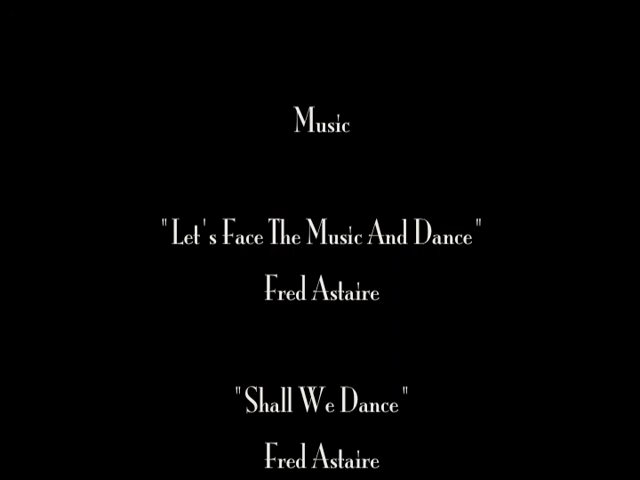 Music
"Let's Face The Music And Dance"
Fred Astaire
"Shall We Dance"
Fred Astaire